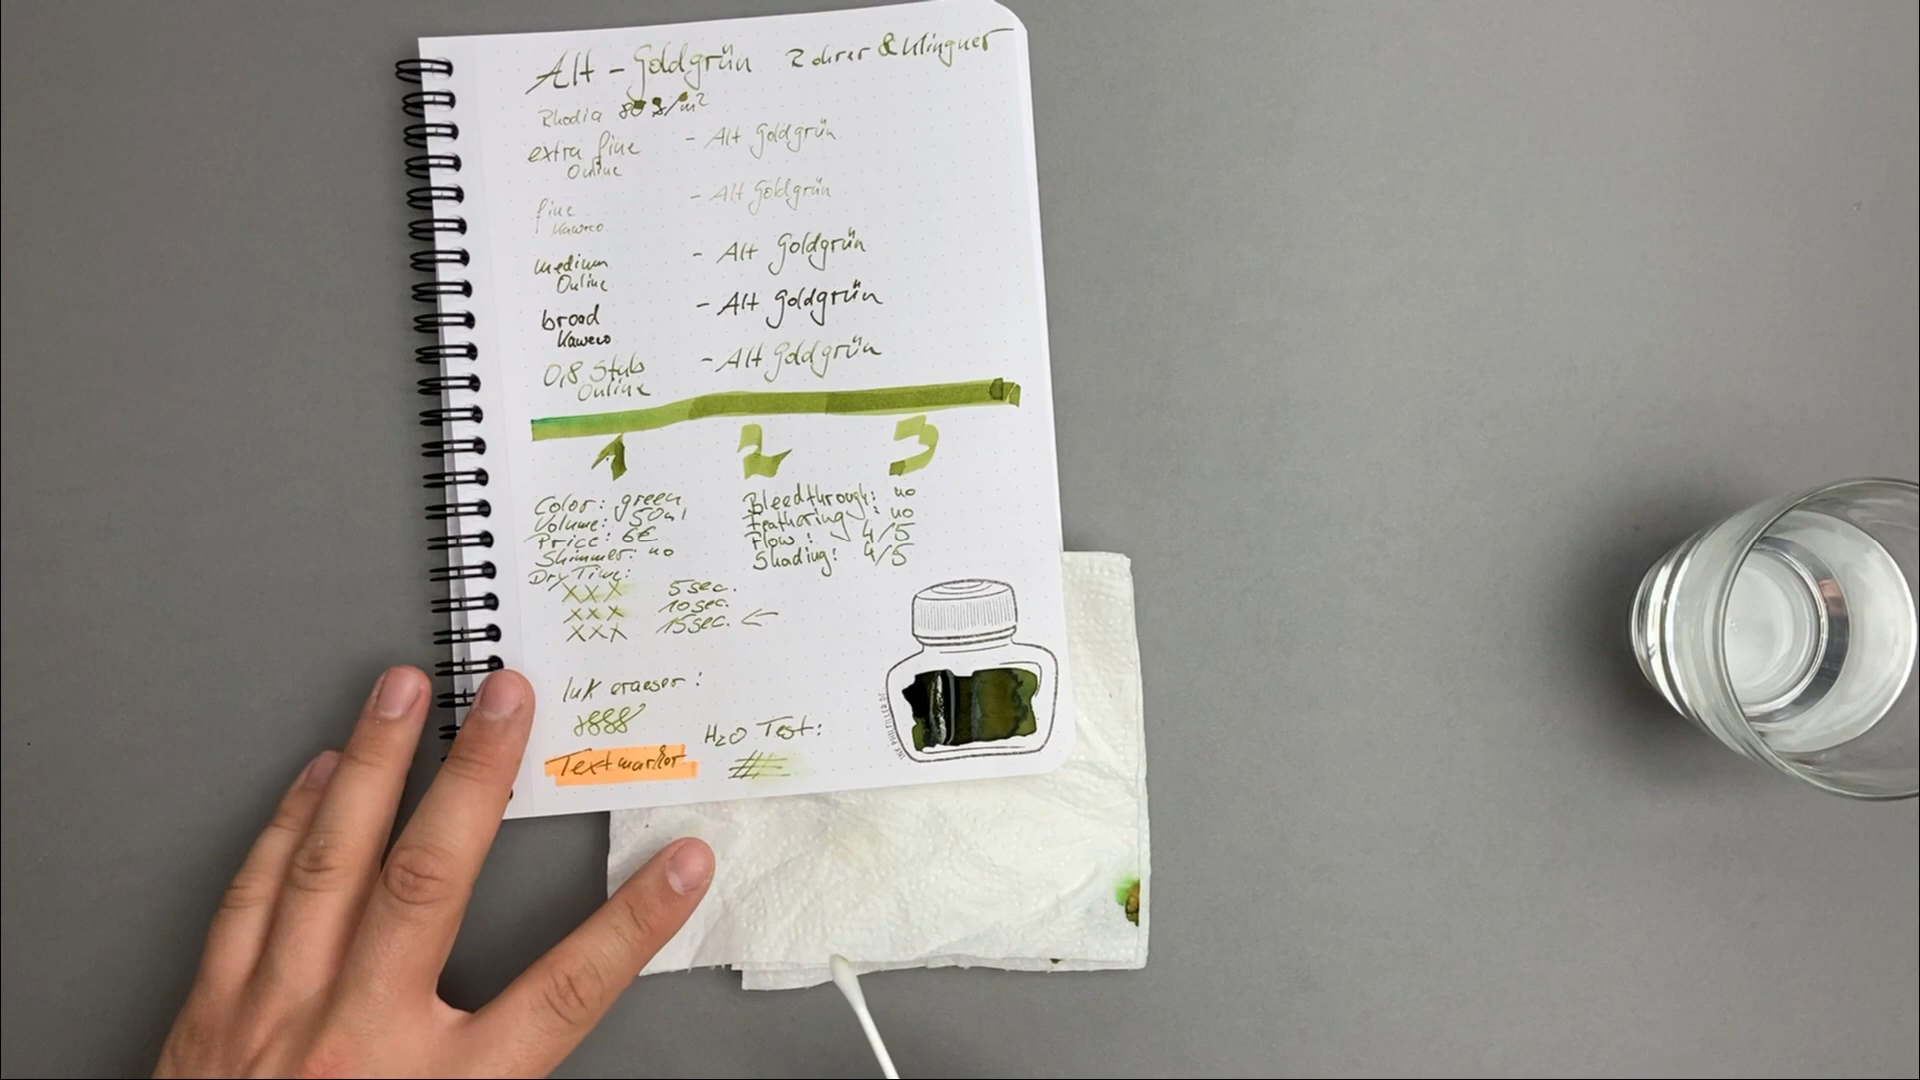 Alt - Goldgrün Rohrer & Klingner
Rhodia 80 g/m²
extra fine - Alt Goldgrün
Online
fine - Alt Goldgrün
Kaweco
medium - Alt Goldgrün
Online
broad - Alt Goldgrün
Kaweco
0,8 Stub - Alt Goldgrün
Online
1 2 3
Color: green
Volume: 50ml
Price: 6€
Shimmer: no
Dry Time:
xxx 5sec.
xxx 10sec.
xxx 15sec. ←
Bleedthrough: no
Feathering: no
Flow: 4/5
Shading: 4/5
Ink eraeser:
8888
Textmarker
H2O Test: